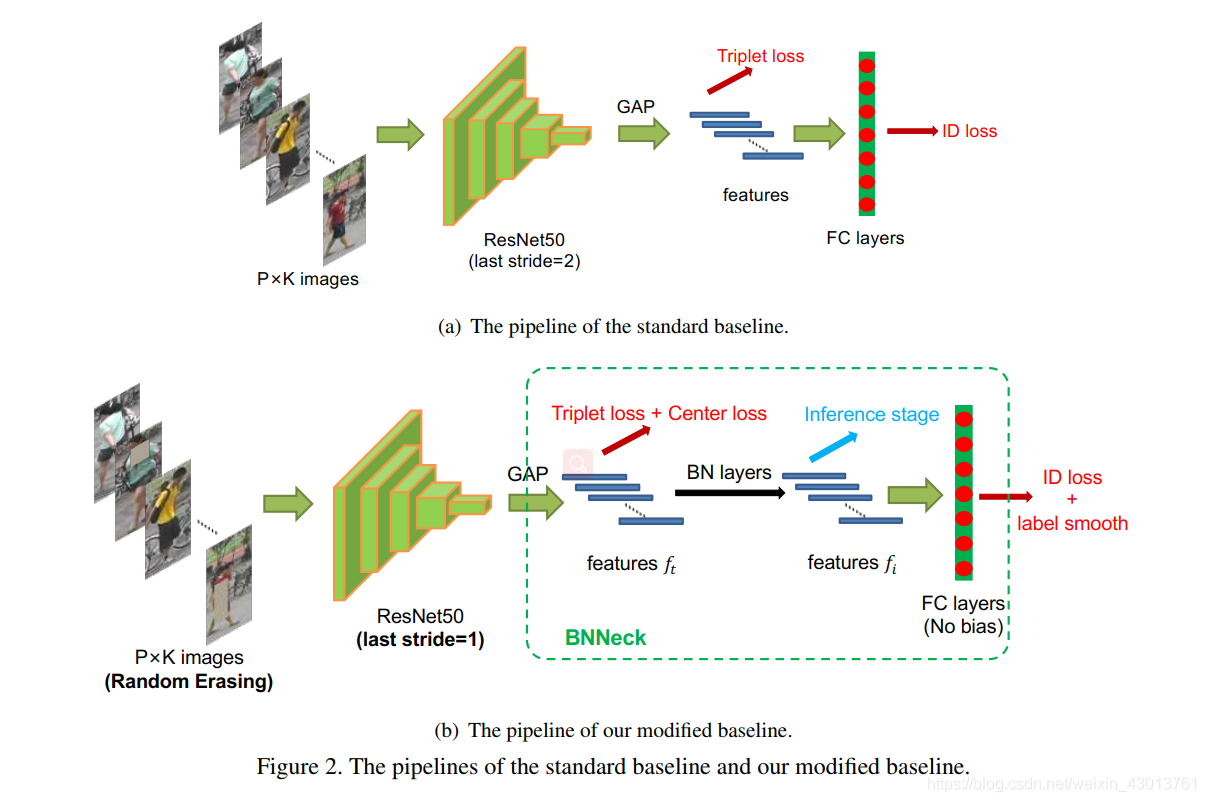 Triplet loss
GAP
ID loss
features
FC layers
ResNet50
(last stride=2)
P×K images
(a) The pipeline of the standard baseline.
Triplet loss + Center loss
Inference stage
GAP
BN layers
ID loss
+
label smooth
features fₜ
features fᵢ
FC layers
(No bias)
ResNet50
(last stride=1)
BNNeck
P×K images
(Random Erasing)
(b) The pipeline of our modified baseline.
Figure 2. The pipelines of the standard baseline and our modified baseline.
https://blog.csdn.net/weixin_43013761